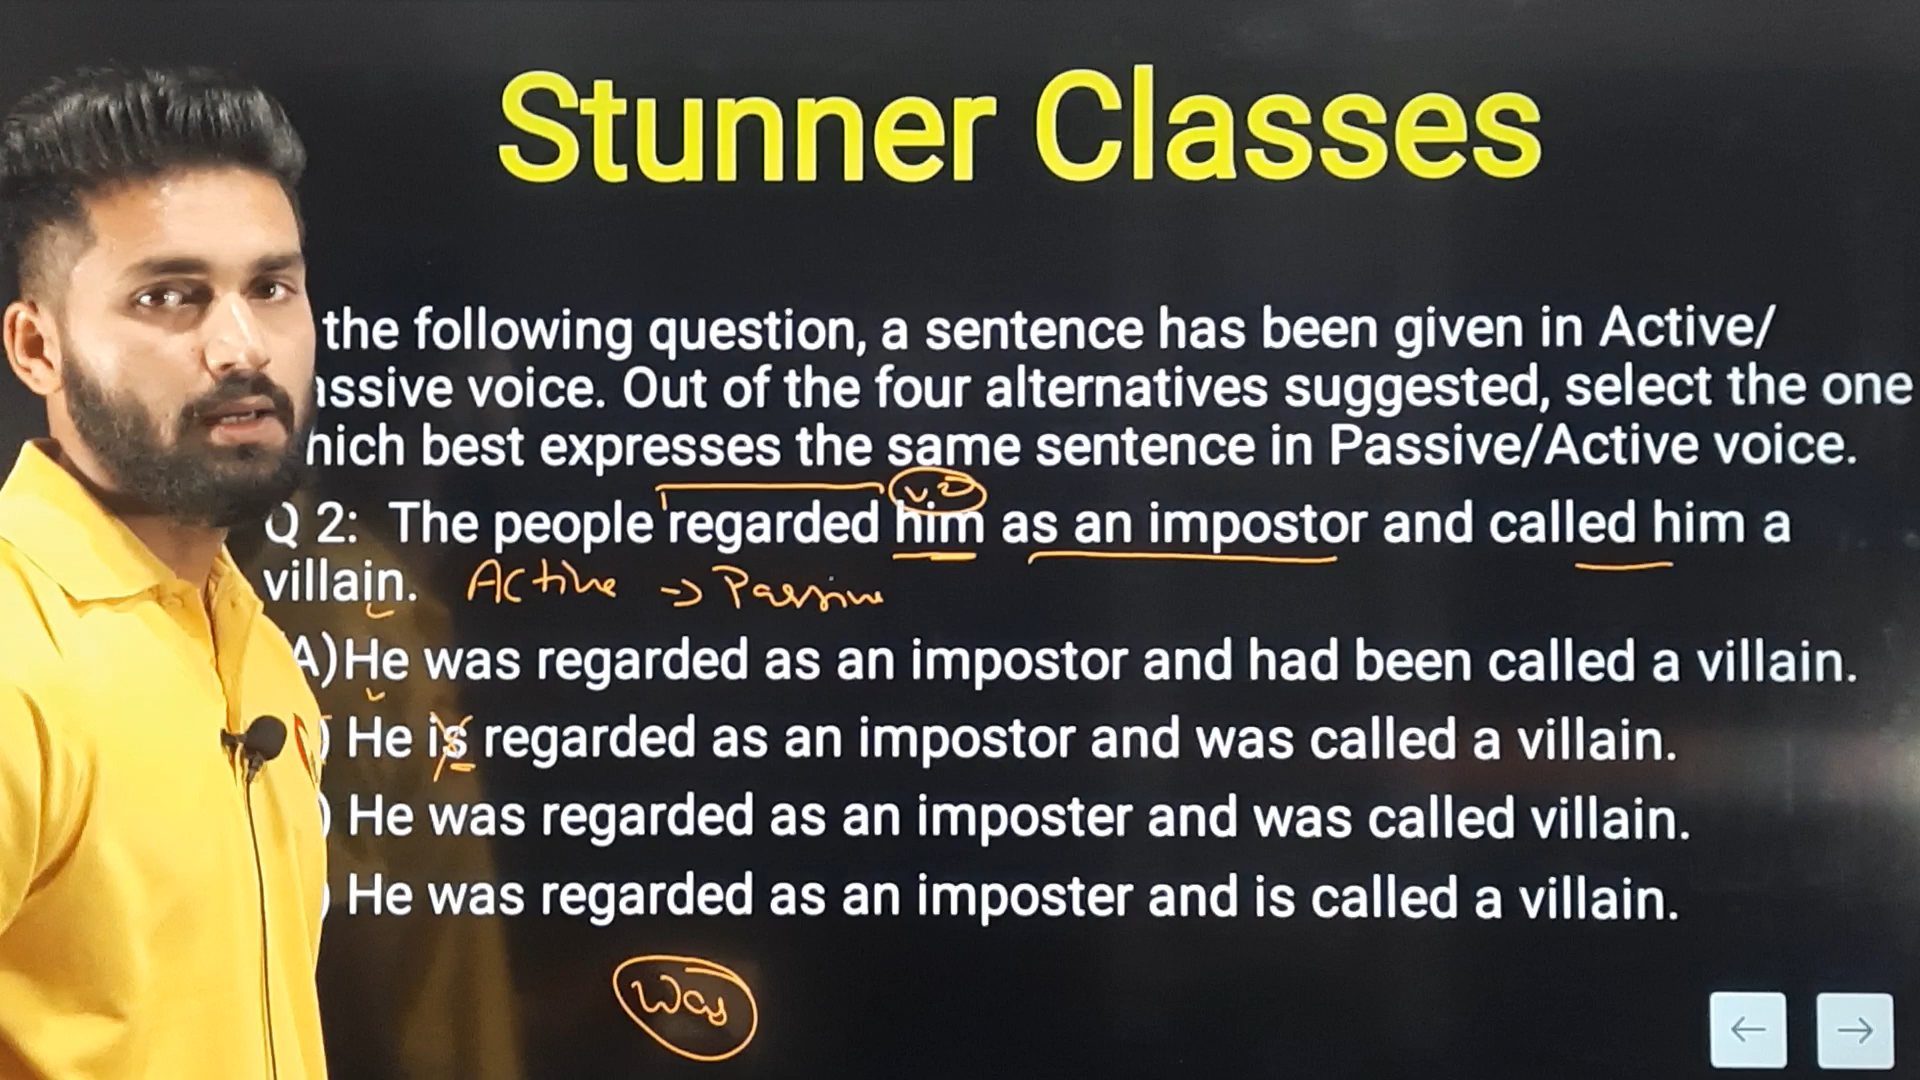 Stunner Classes
the following question, a sentence has been given in Active/
assive voice. Out of the four alternatives suggested, select the one
hich best expresses the same sentence in Passive/Active voice.
v2
Q 2: The people regarded him as an impostor and called him a
villain. Active -> Passive
A)He was regarded as an impostor and had been called a villain.
) He is regarded as an impostor and was called a villain.
) He was regarded as an imposter and was called villain.
) He was regarded as an imposter and is called a villain.
Was